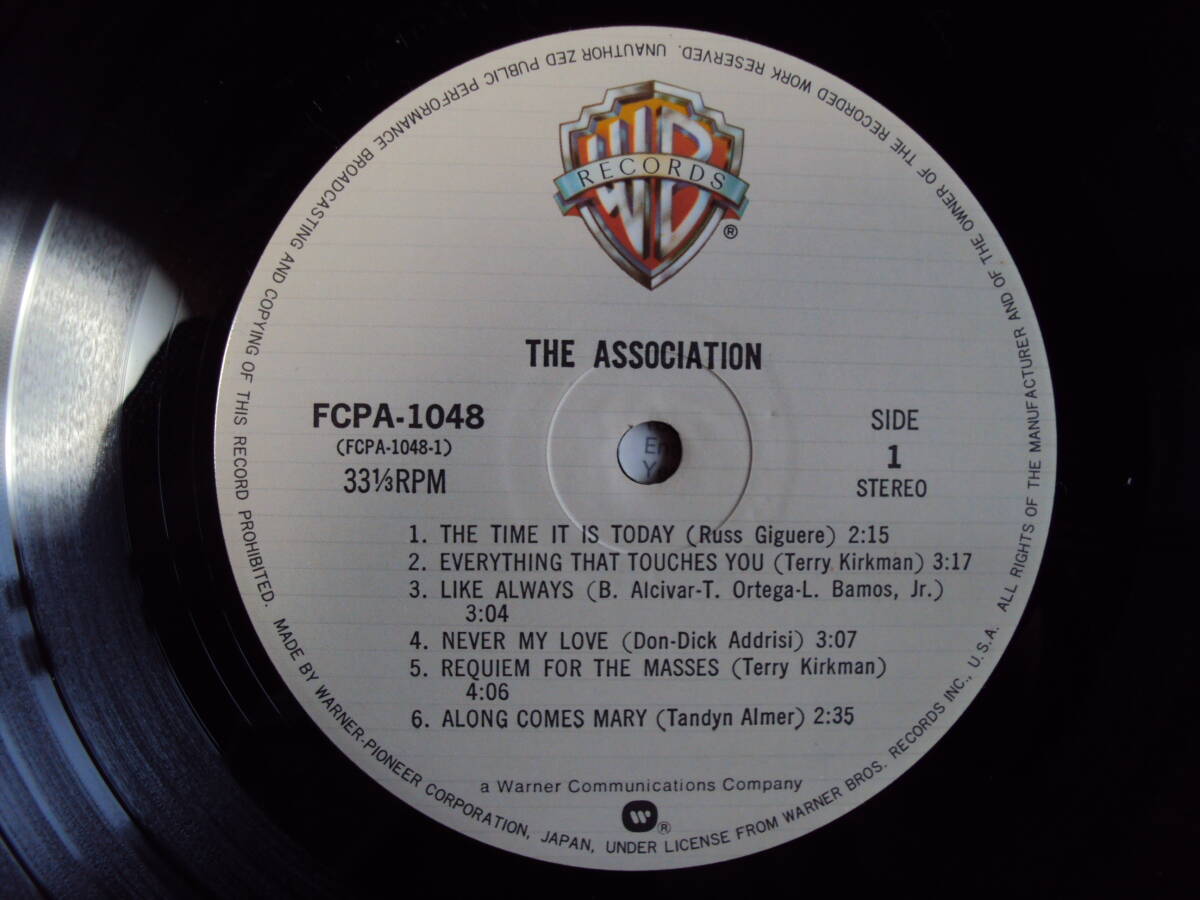 WB
RECORDS
®
THE ASSOCIATION
FCPA-1048
(FCPA-1048-1)
33⅓RPM
SIDE
1
STEREO
En
Y
1. THE TIME IT IS TODAY (Russ Giguere) 2:15
2. EVERYTHING THAT TOUCHES YOU (Terry Kirkman) 3:17
3. LIKE ALWAYS (B. Alcivar-T. Ortega-L. Bamos, Jr.)
3:04
4. NEVER MY LOVE (Don-Dick Addrisi) 3:07
5. REQUIEM FOR THE MASSES (Terry Kirkman)
4:06
6. ALONG COMES MARY (Tandyn Almer) 2:35
a Warner Communications Company
®
MADE BY WARNER-PIONEER CORPORATION, JAPAN, UNDER LICENSE FROM WARNER BROS. RECORDS INC., U.S.A. ALL RIGHTS OF THE MANUFACTURER AND OF THE OWNER OF THE RECORDED WORK RESERVED. UNAUTHOR ZED PUBLIC PERFORMANCE BROADCASTING AND COPYING OF THIS RECORD PROHIBITED.